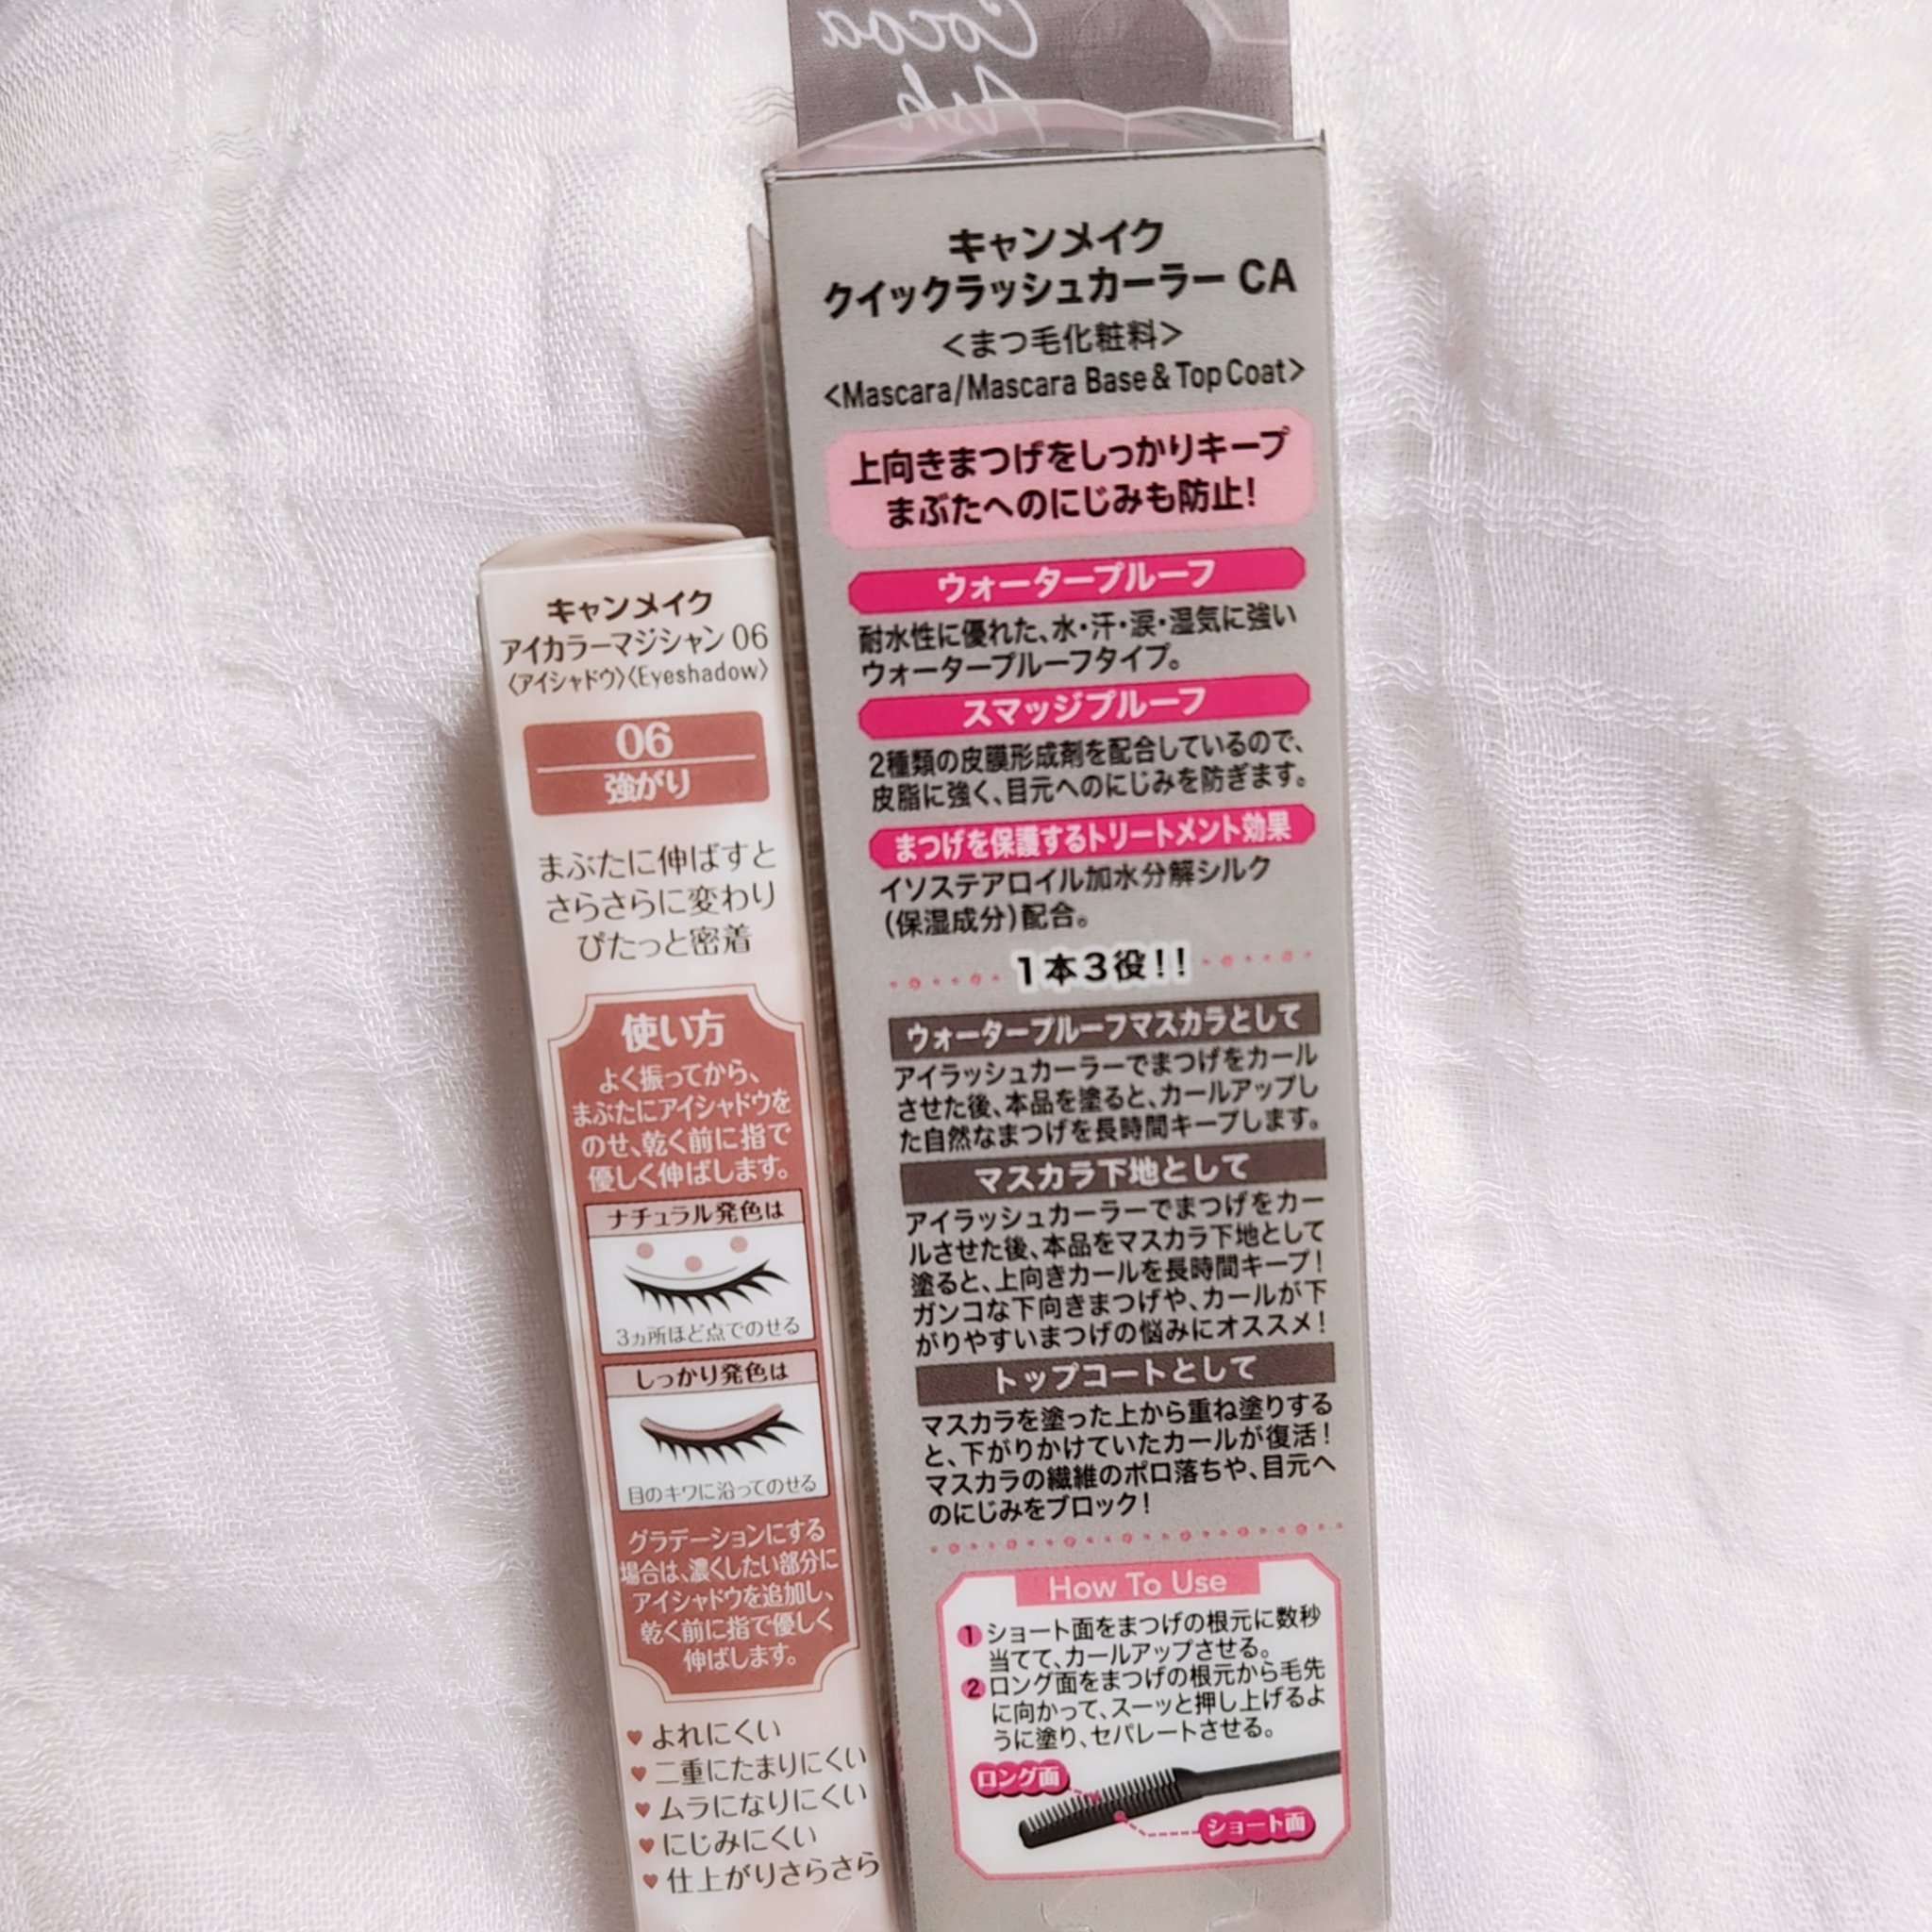 Cocoa
Ash
キャンメイク
クイックラッシュカーラー CA
<まつ毛化粧料>
<Mascara/Mascara Base & Top Coat>
上向きまつげをしっかりキープ
まぶたへのにじみも防止!
ウォータープルーフ
耐水性に優れた、水・汗・涙・湿気に強い
ウォータープルーフタイプ。
スマッジプルーフ
2種類の皮膜形成剤を配合しているので、
皮脂に強く、目元へのにじみを防ぎます。
まつげを保護するトリートメント効果
イソステアロイル加水分解シルク
(保湿成分)配合。
1本3役!!
ウォータープルーフマスカラとして
アイラッシュカーラーでまつげをカール
させた後、本品を塗ると、カールアップし
た自然なまつげを長時間キープします。
マスカラ下地として
アイラッシュカーラーでまつげをカー
ルさせた後、本品をマスカラ下地として
塗ると、上向きカールを長時間キープ!
ガンコな下向きまつげや、カールが下
がりやすいまつげの悩みにオススメ!
トップコートとして
マスカラを塗った上から重ね塗りする
と、下がりかけていたカールが復活!
マスカラの繊維のポロ落ちや、目元へ
のにじみをブロック!
How To Use
1 ショート面をまつげの根元に数秒
当てて、カールアップさせる。
2 ロング面をまつげの根元から毛先
に向かって、スーッと押し上げるよ
うに塗り、セパレートさせる。
ロング面
ショート面
キャンメイク
アイカラーマジシャン 06
〈アイシャドウ〉〈Eyeshadow〉
06
強がり
まぶたに伸ばすと
さらさらに変わり
ぴたっと密着
使い方
よく振ってから、
まぶたにアイシャドウを
のせ、乾く前に指で
優しく伸ばします。
ナチュラル発色は
3ヵ所ほど点でのせる
しっかり発色は
目のキワに沿ってのせる
グラデーションにする
場合は、濃くしたい部分に
アイシャドウを追加し、
乾く前に指で優しく
伸ばします。
♥ よれにくい
♥ 二重にたまりにくい
♥ ムラになりにくい
♥ にじみにくい
♥ 仕上がりさらさら